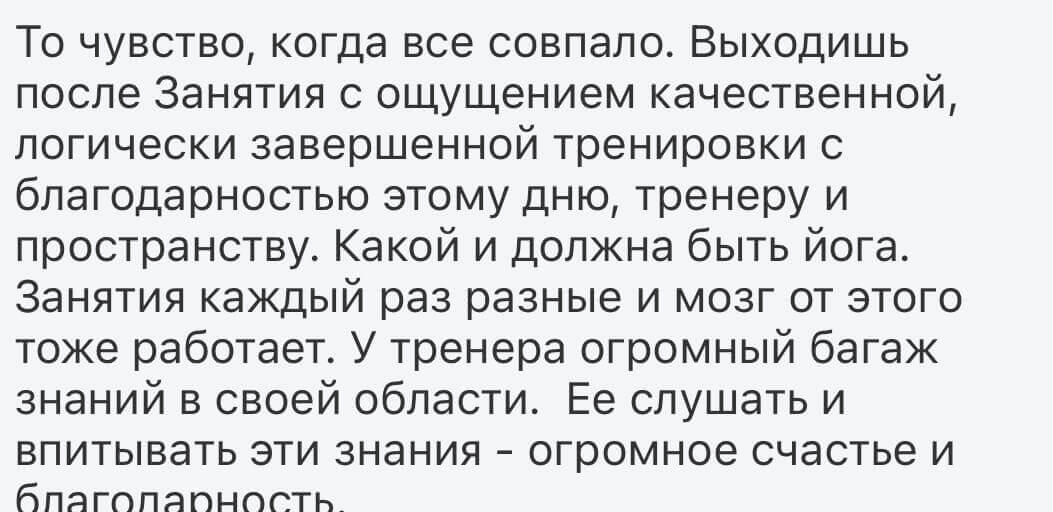 То чувство, когда все совпало. Выходишь
после Занятия с ощущением качественной,
логически завершенной тренировки с
благодарностью этому дню, тренеру и
пространству. Какой и должна быть йога.
Занятия каждый раз разные и мозг от этого
тоже работает. У тренера огромный багаж
знаний в своей области.  Ее слушать и
впитывать эти знания - огромное счастье и
благодарность.